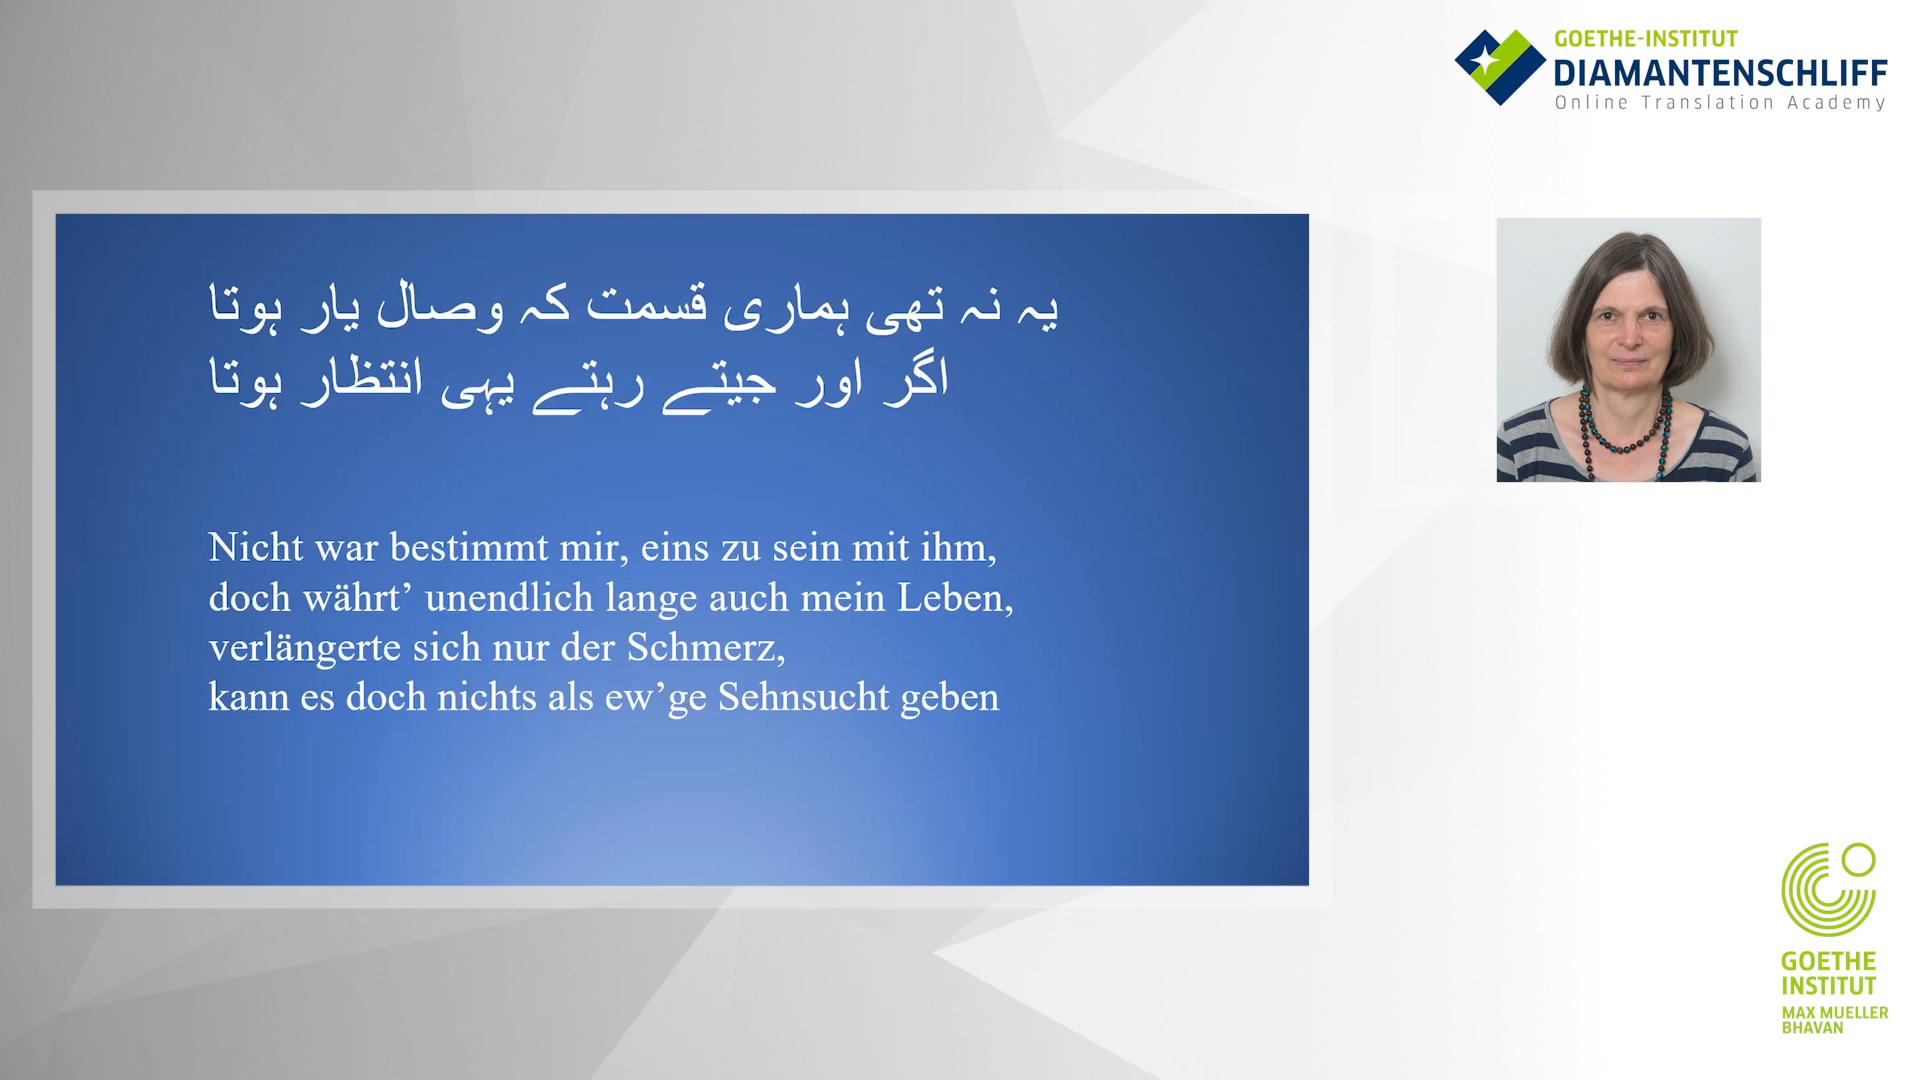 GOETHE-INSTITUT
DIAMANTENSCHLIFF
Online Translation Academy
یہ نہ تھی ہماری قسمت کہ وصال یار ہوتا
اگر اور جیتے رہتے یہی انتظار ہوتا
Nicht war bestimmt mir, eins zu sein mit ihm,
doch währt’ unendlich lange auch mein Leben,
verlängerte sich nur der Schmerz,
kann es doch nichts als ew’ge Sehnsucht geben
GOETHE
INSTITUT
MAX MUELLER
BHAVAN